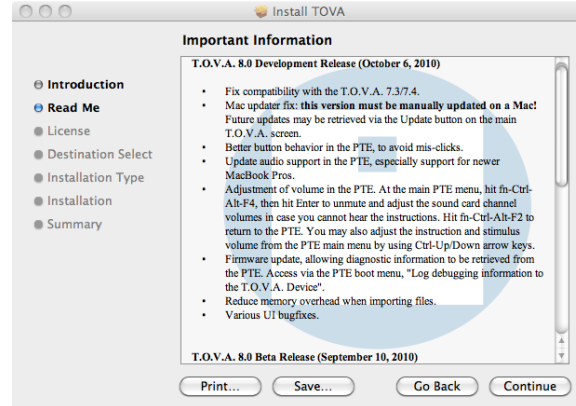 Install TOVA
Important Information
Introduction
Read Me
License
Destination Select
Installation Type
Installation
Summary
T.O.V.A. 8.0 Development Release (October 6, 2010)
• Fix compatibility with the T.O.V.A. 7.3/7.4.
• Mac updater fix: this version must be manually updated on a Mac!
Future updates may be retrieved via the Update button on the main
T.O.V.A. screen.
• Better button behavior in the PTE, to avoid mis-clicks.
• Update audio support in the PTE, especially support for newer
MacBook Pros.
• Adjustment of volume in the PTE. At the main PTE menu, hit fn-Ctrl-
Alt-F4, then hit Enter to unmute and adjust the sound card channel
volumes in case you cannot hear the instructions. Hit fn-Ctrl-Alt-F2 to
return to the PTE. You may also adjust the instruction and stimulus
volume from the PTE main menu by using Ctrl-Up/Down arrow keys.
• Firmware update, allowing diagnostic information to be retrieved from
the PTE. Access via the PTE boot menu, "Log debugging information to
the T.O.V.A. Device".
• Reduce memory overhead when importing files.
• Various UI bugfixes.
T.O.V.A. 8.0 Beta Release (September 10, 2010)
Print... Save... Go Back Continue